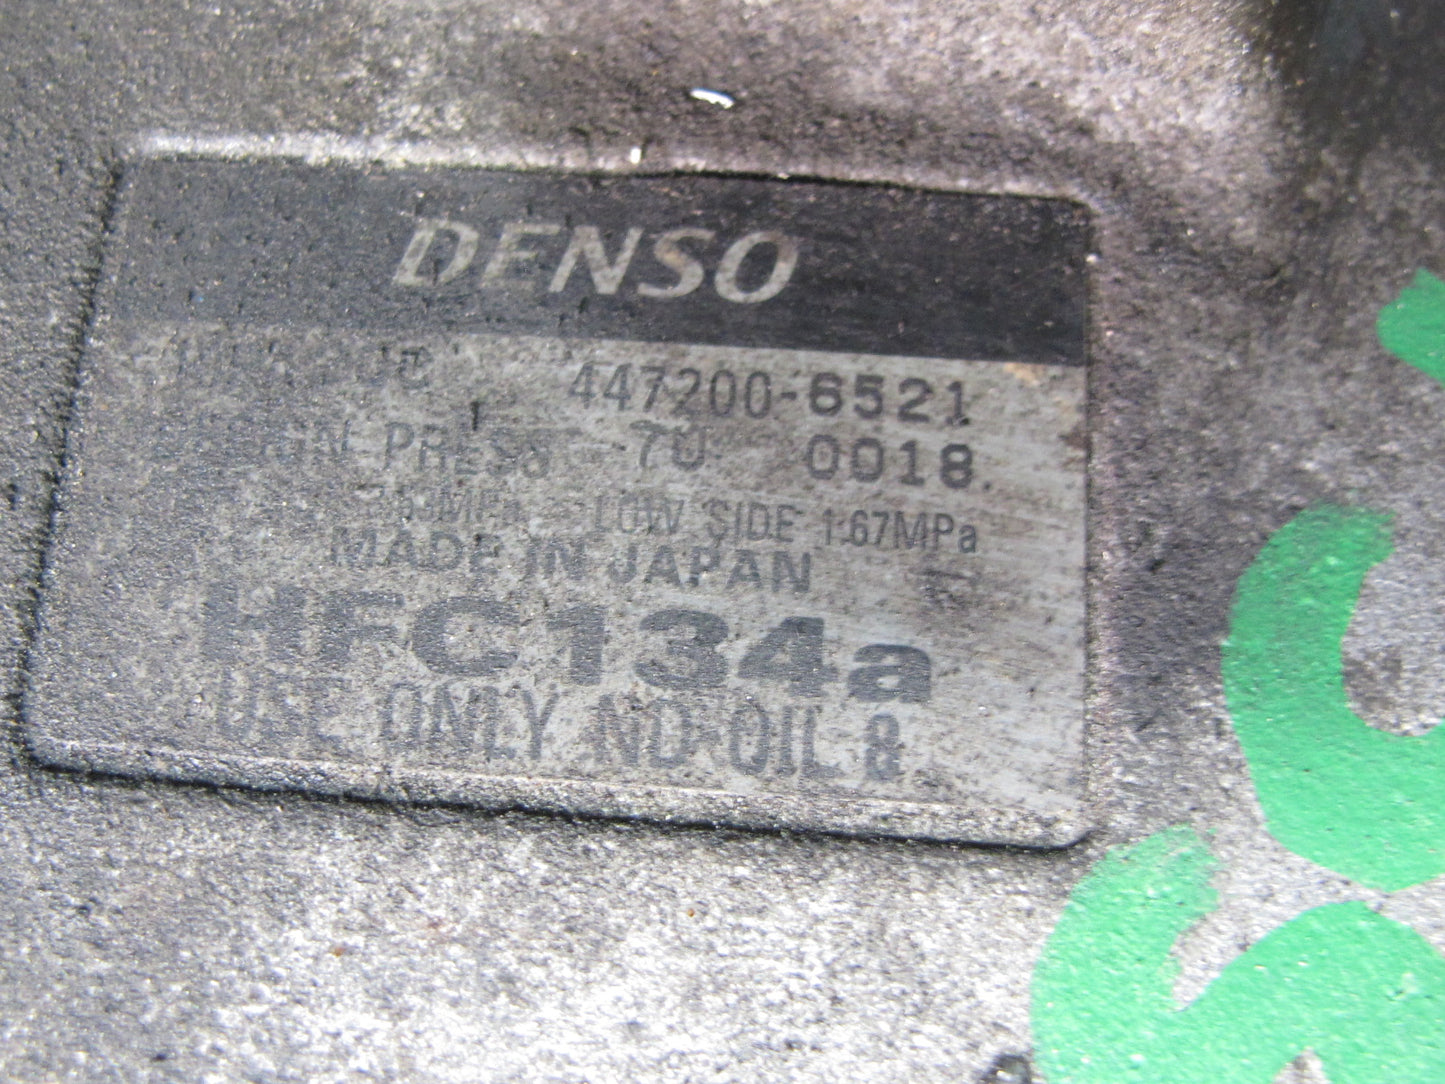 DENSO
447200-6521
DESIGN PRESS 7U 0018
LOW SIDE 1.67MPa
MADE IN JAPAN
HFC134a
USE ONLY ND-OIL 8